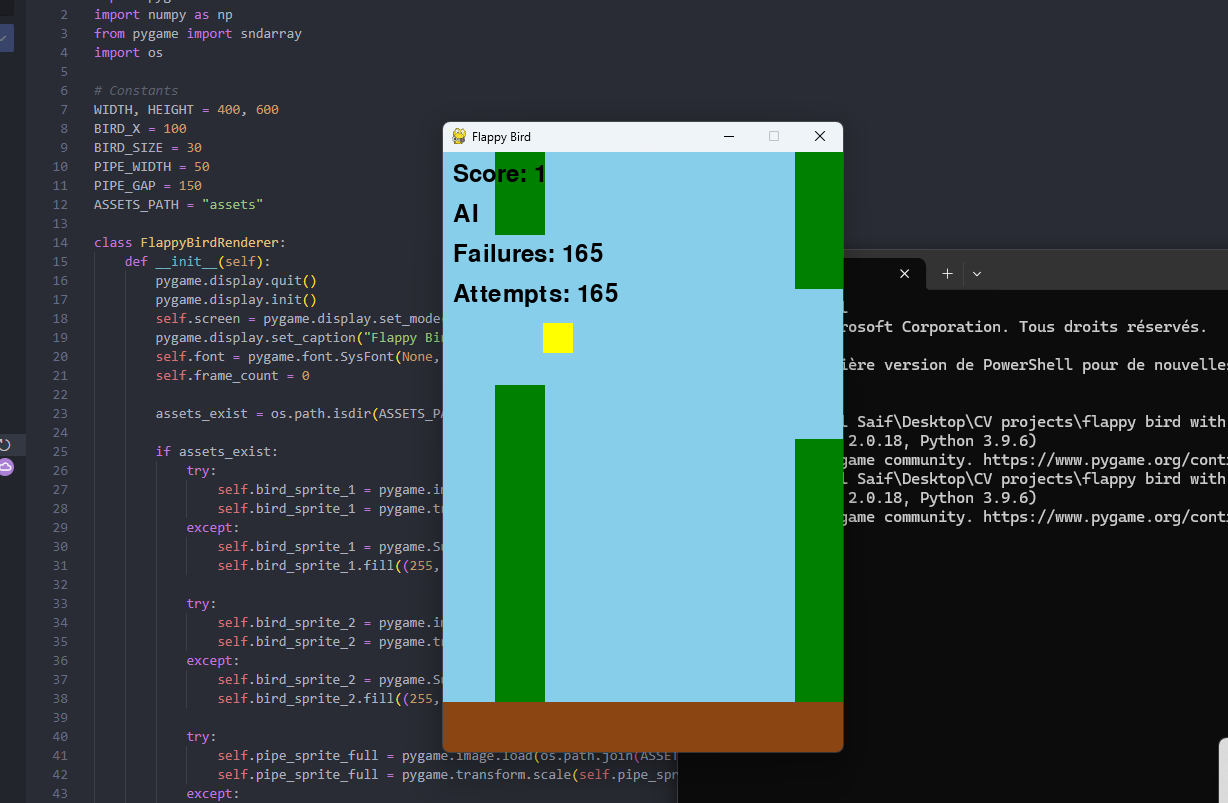 2 import numpy as np
3 from pygame import sndarray
4 import os
5
6 # Constants
7 WIDTH, HEIGHT = 400, 600
8 BIRD_X = 100
9 BIRD_SIZE = 30
10 PIPE_WIDTH = 50
11 PIPE_GAP = 150
12 ASSETS_PATH = "assets"
13
14 class FlappyBirdRenderer:
15 def __init__(self):
16 pygame.display.quit()
17 pygame.display.init()
18 self.screen = pygame.display.set_mode(
19 pygame.display.set_caption("Flappy Bi
20 self.font = pygame.font.SysFont(None,
21 self.frame_count = 0
22
23 assets_exist = os.path.isdir(ASSETS_PA
24
25 if assets_exist:
26 try:
27 self.bird_sprite_1 = pygame.i
28 self.bird_sprite_1 = pygame.t
29 except:
30 self.bird_sprite_1 = pygame.S
31 self.bird_sprite_1.fill((255,
32
33 try:
34 self.bird_sprite_2 = pygame.i
35 self.bird_sprite_2 = pygame.t
36 except:
37 self.bird_sprite_2 = pygame.S
38 self.bird_sprite_2.fill((255,
39
40 try:
41 self.pipe_sprite_full = pygame.image.load(os.path.join(ASSET
42 self.pipe_sprite_full = pygame.transform.scale(self.pipe_spr
43 except:
Flappy Bird
Score: 1
AI
Failures: 165
Attempts: 165
rosoft Corporation. Tous droits réservés.
ière version de PowerShell pour de nouvelles
l Saif\Desktop\CV projects\flappy bird with
2.0.18, Python 3.9.6)
game community. https://www.pygame.org/cont
l Saif\Desktop\CV projects\flappy bird with
2.0.18, Python 3.9.6)
game community. https://www.pygame.org/cont